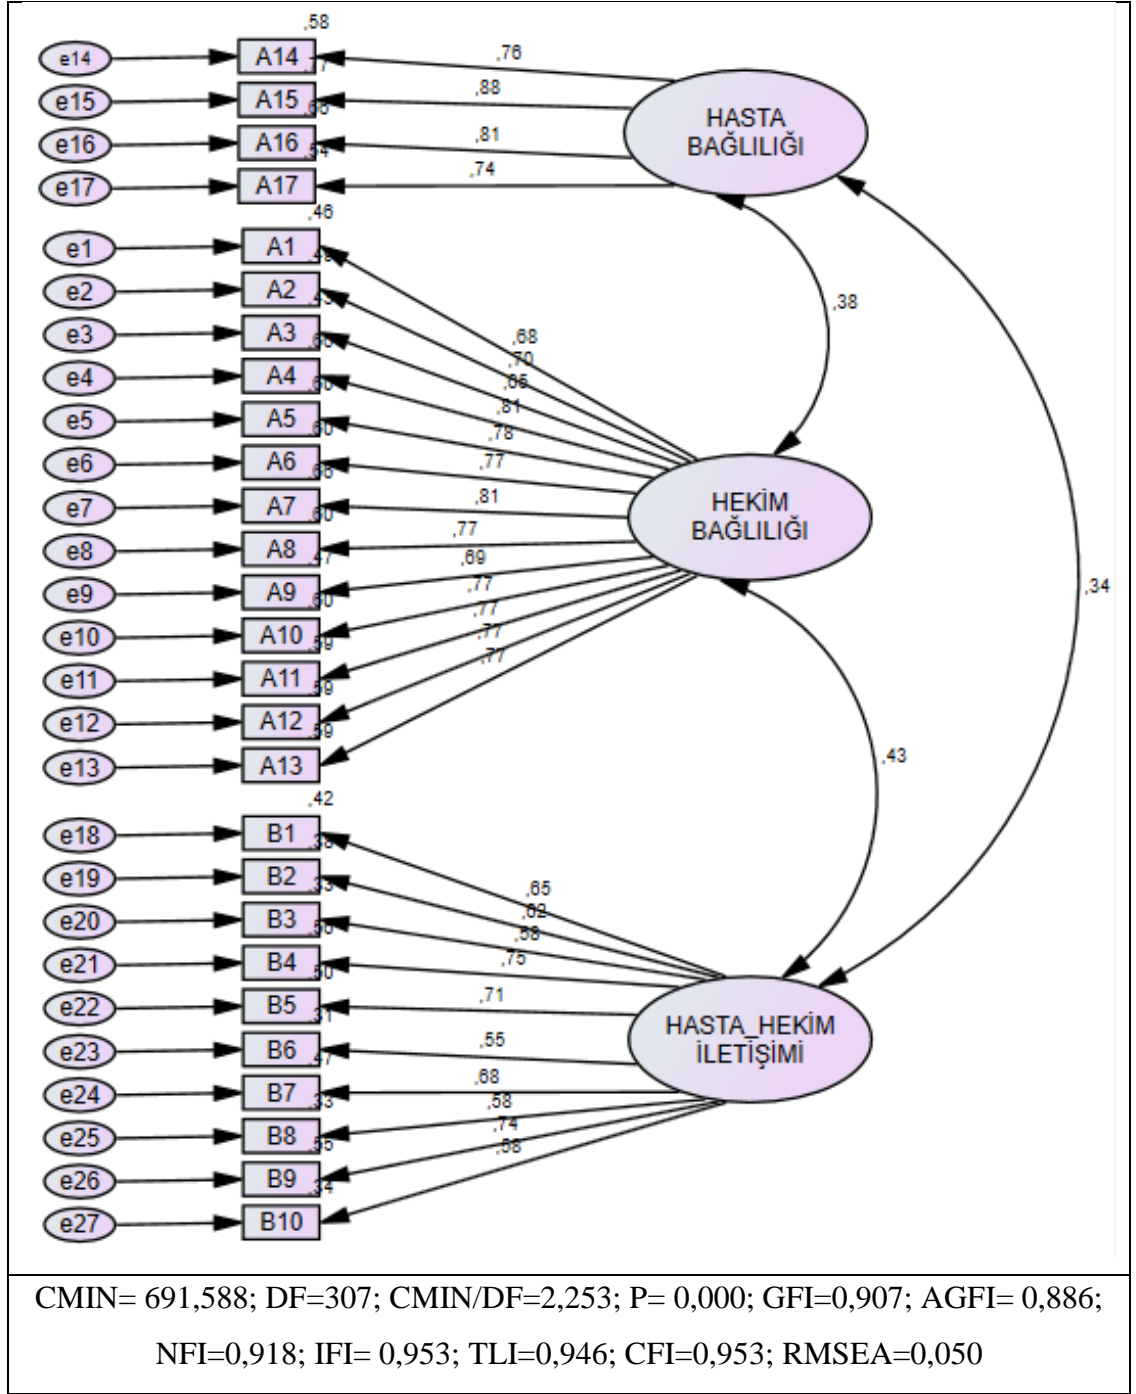 ,58
e14 A14 ,76
e15 A15 ,88
e16 A16 ,81
e17 A17 ,74
HASTA
BAĞLILIĞI
,46
e1 A1 ,68
e2 A2 ,70
e3 A3 ,65
e4 A4 ,81
e5 A5 ,78
e6 A6 ,77
e7 A7 ,81
e8 A8 ,77
e9 A9 ,69
e10 A10 ,77
e11 A11 ,77
e12 A12 ,77
e13 A13 ,77
HEKİM
BAĞLILIĞI
,38
,34
,43
,42
e18 B1 ,65
e19 B2 ,62
e20 B3 ,58
e21 B4 ,75
e22 B5 ,71
e23 B6 ,55
e24 B7 ,68
e25 B8 ,58
e26 B9 ,74
e27 B10 ,58
HASTA_HEKİM
İLETİŞİMİ
CMIN= 691,588; DF=307; CMIN/DF=2,253; P= 0,000; GFI=0,907; AGFI= 0,886;
NFI=0,918; IFI= 0,953; TLI=0,946; CFI=0,953; RMSEA=0,050